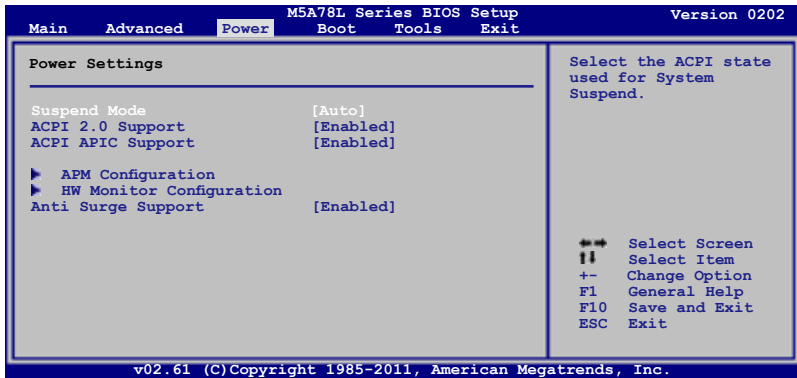 M5A78L Series BIOS Setup Version 0202
Main Advanced Power Boot Tools Exit
Power Settings
Suspend Mode [Auto]
ACPI 2.0 Support [Enabled]
ACPI APIC Support [Enabled]
APM Configuration
HW Monitor Configuration
Anti Surge Support [Enabled]
Select the ACPI state
used for System
Suspend.
Select Screen
Select Item
+- Change Option
F1 General Help
F10 Save and Exit
ESC Exit
v02.61 (C)Copyright 1985-2011, American Megatrends, Inc.